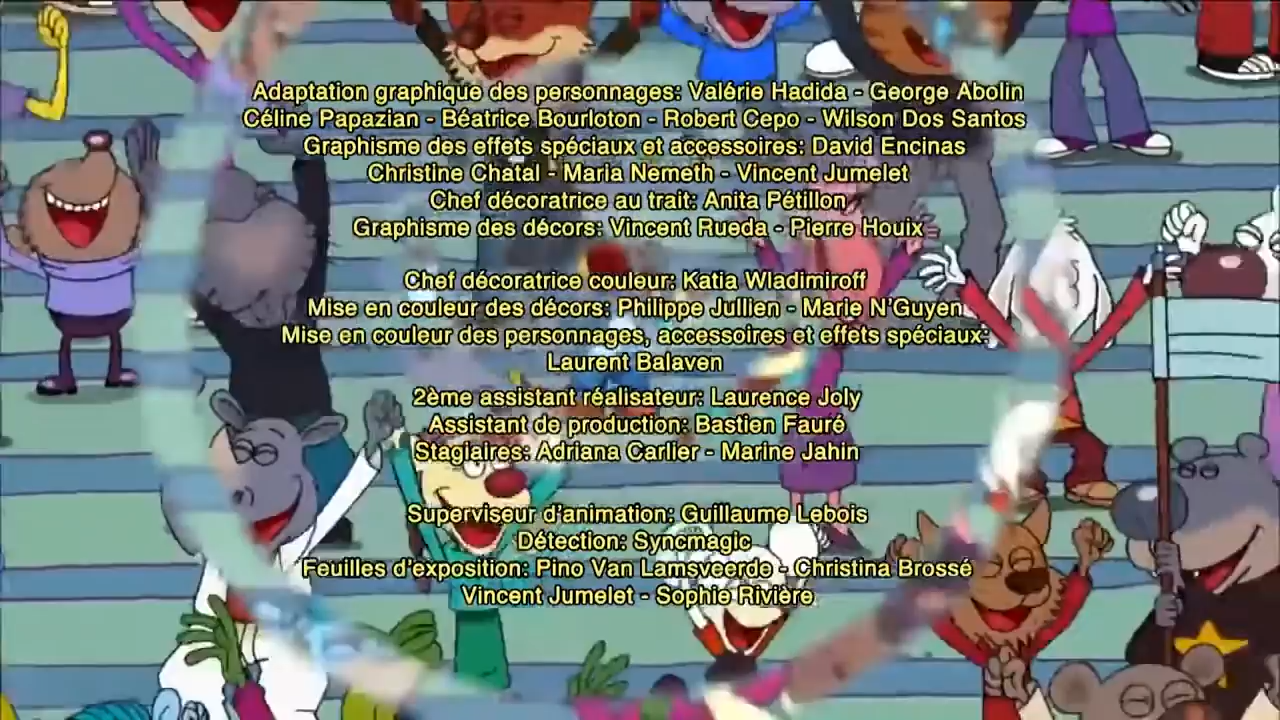 Adaptation graphique des personnages: Valérie Hadida - George Abolin
Céline Papazian - Béatrice Bourloton - Robert Cepo - Wilson Dos Santos
Graphisme des effets spéciaux et accessoires: David Encinas
Christine Chatal - Maria Nemeth - Vincent Jumelet
Chef décoratrice au trait: Anita Pétillon
Graphisme des décors: Vincent Rueda - Pierre Houix
Chef décoratrice couleur: Katia Wladimiroff
Mise en couleur des décors: Philippe Jullien - Marie N'Guyen
Mise en couleur des personnages, accessoires et effets spéciaux:
Laurent Balaven
2ème assistant réalisateur: Laurence Joly
Assistant de production: Bastien Fauré
Stagiaires: Adriana Carlier - Marine Jahin
Superviseur d'animation: Guillaume Lebois
Détection: Syncmagic
Feuilles d'exposition: Pino Van Lamsveerde - Christina Brossé
Vincent Jumelet - Sophie Rivière